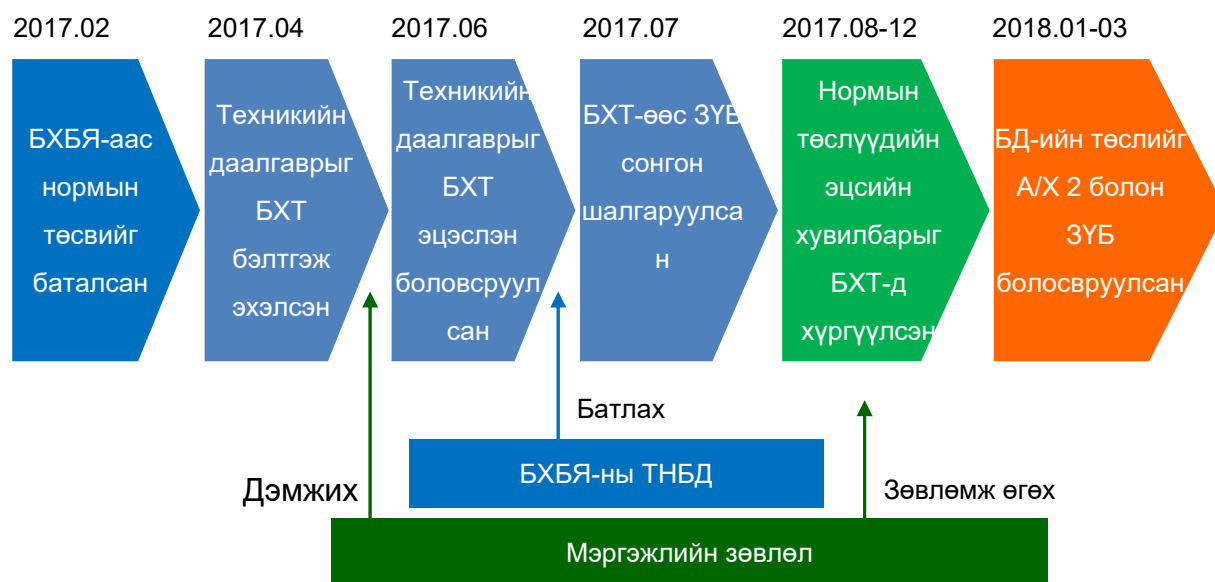 2017.02
2017.04
2017.06
2017.07
2017.08-12
2018.01-03
БХБЯ-аас
нормын
төсвийг
баталсан
Техникийн
даалгаврыг
БХТ
бэлтгэж
эхэлсэн
Техникийн
даалгаврыг
БХТ
эцэслэн
боловсруул
сан
БХТ-өөс ЗҮБ
сонгон
шалгаруулса
н
Нормын
төслүүдийн
эцсийн
хувилбарыг
БХТ-д
хүргүүлсэн
БД-ийн төслийг
А/Х 2 болон
ЗҮБ
болосвруулсан
Батлах
БХБЯ-ны ТНБД
Дэмжих
Зөвлөмж өгөх
Мэргэжлийн зөвлөл